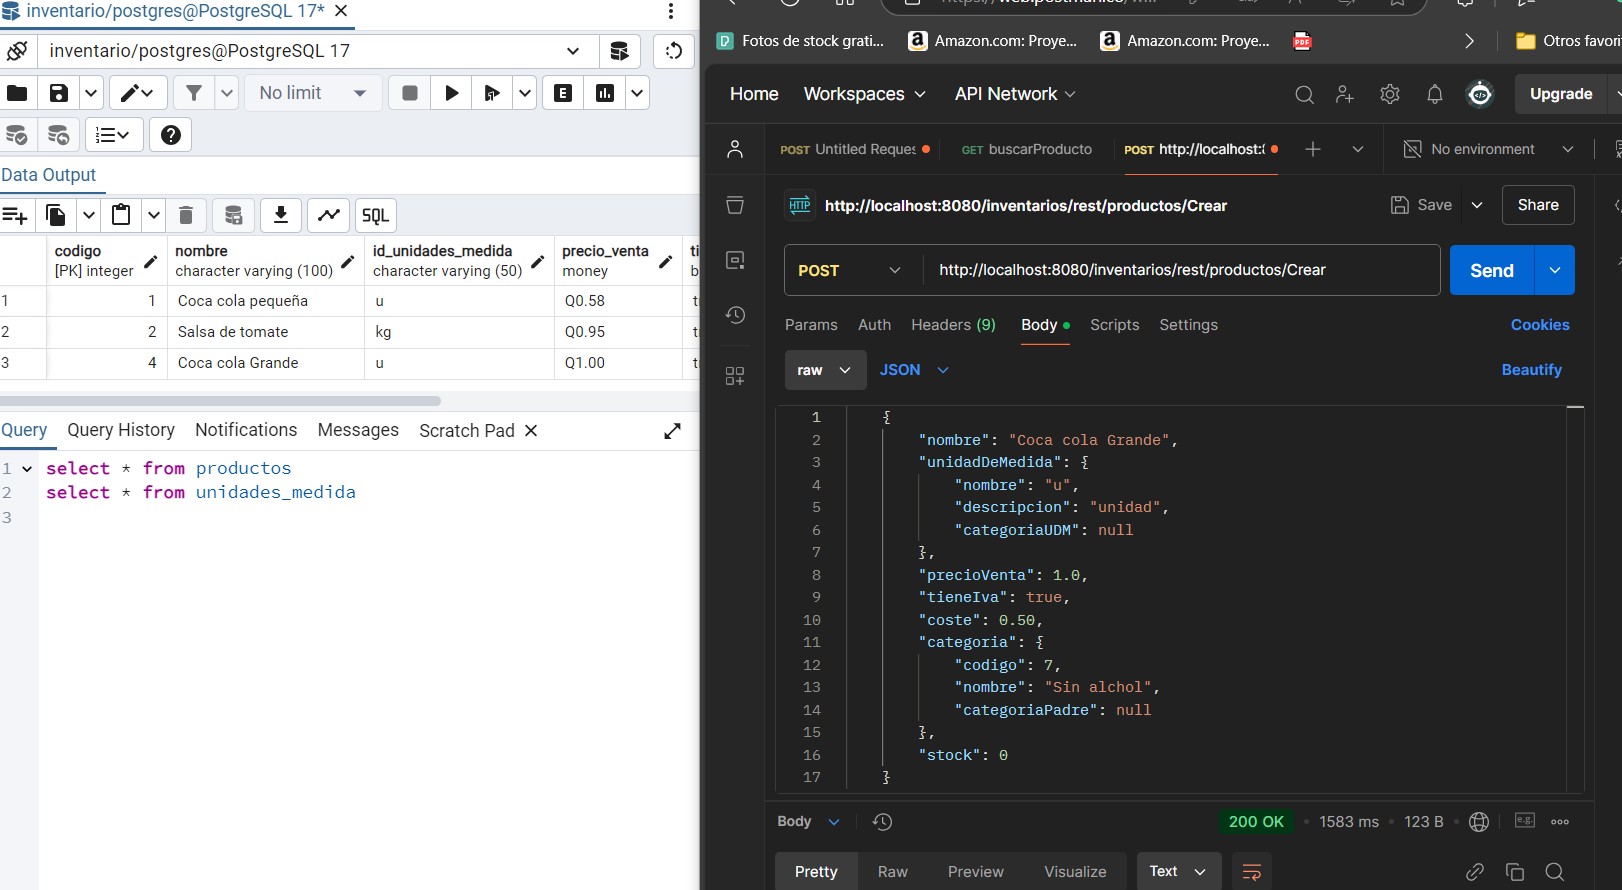 inventario/postgres@PostgreSQL 17*
inventario/postgres@PostgreSQL 17
No limit
E
Data Output
SQL
codigo nombre id_unidades_medida precio_venta
[PK] integer character varying (100) character varying (50) money
1 1 Coca cola pequeña u Q0.58
2 2 Salsa de tomate kg Q0.95
3 4 Coca cola Grande u Q1.00
Query Query History Notifications Messages Scratch Pad
1 select * from productos
2 select * from unidades_medida
3
Fotos de stock grati... Amazon.com: Proye... Amazon.com: Proye... PDF Otros favori
Home Workspaces API Network Upgrade
POST Untitled Reques GET buscarProducto POST http://localhost: No environment
HTTP http://localhost:8080/inventarios/rest/productos/Crear Save Share
POST http://localhost:8080/inventarios/rest/productos/Crear Send
Params Auth Headers (9) Body Scripts Settings Cookies
raw JSON Beautify
1 {
2 "nombre": "Coca cola Grande",
3 "unidadDeMedida": {
4 "nombre": "u",
5 "descripcion": "unidad",
6 "categoriaUDM": null
7 },
8 "precioVenta": 1.0,
9 "tieneIva": true,
10 "coste": 0.50,
11 "categoria": {
12 "codigo": 7,
13 "nombre": "Sin alchol",
14 "categoriaPadre": null
15 },
16 "stock": 0
17 }
Body 200 OK 1583 ms 123 B e.g.
Pretty Raw Preview Visualize Text